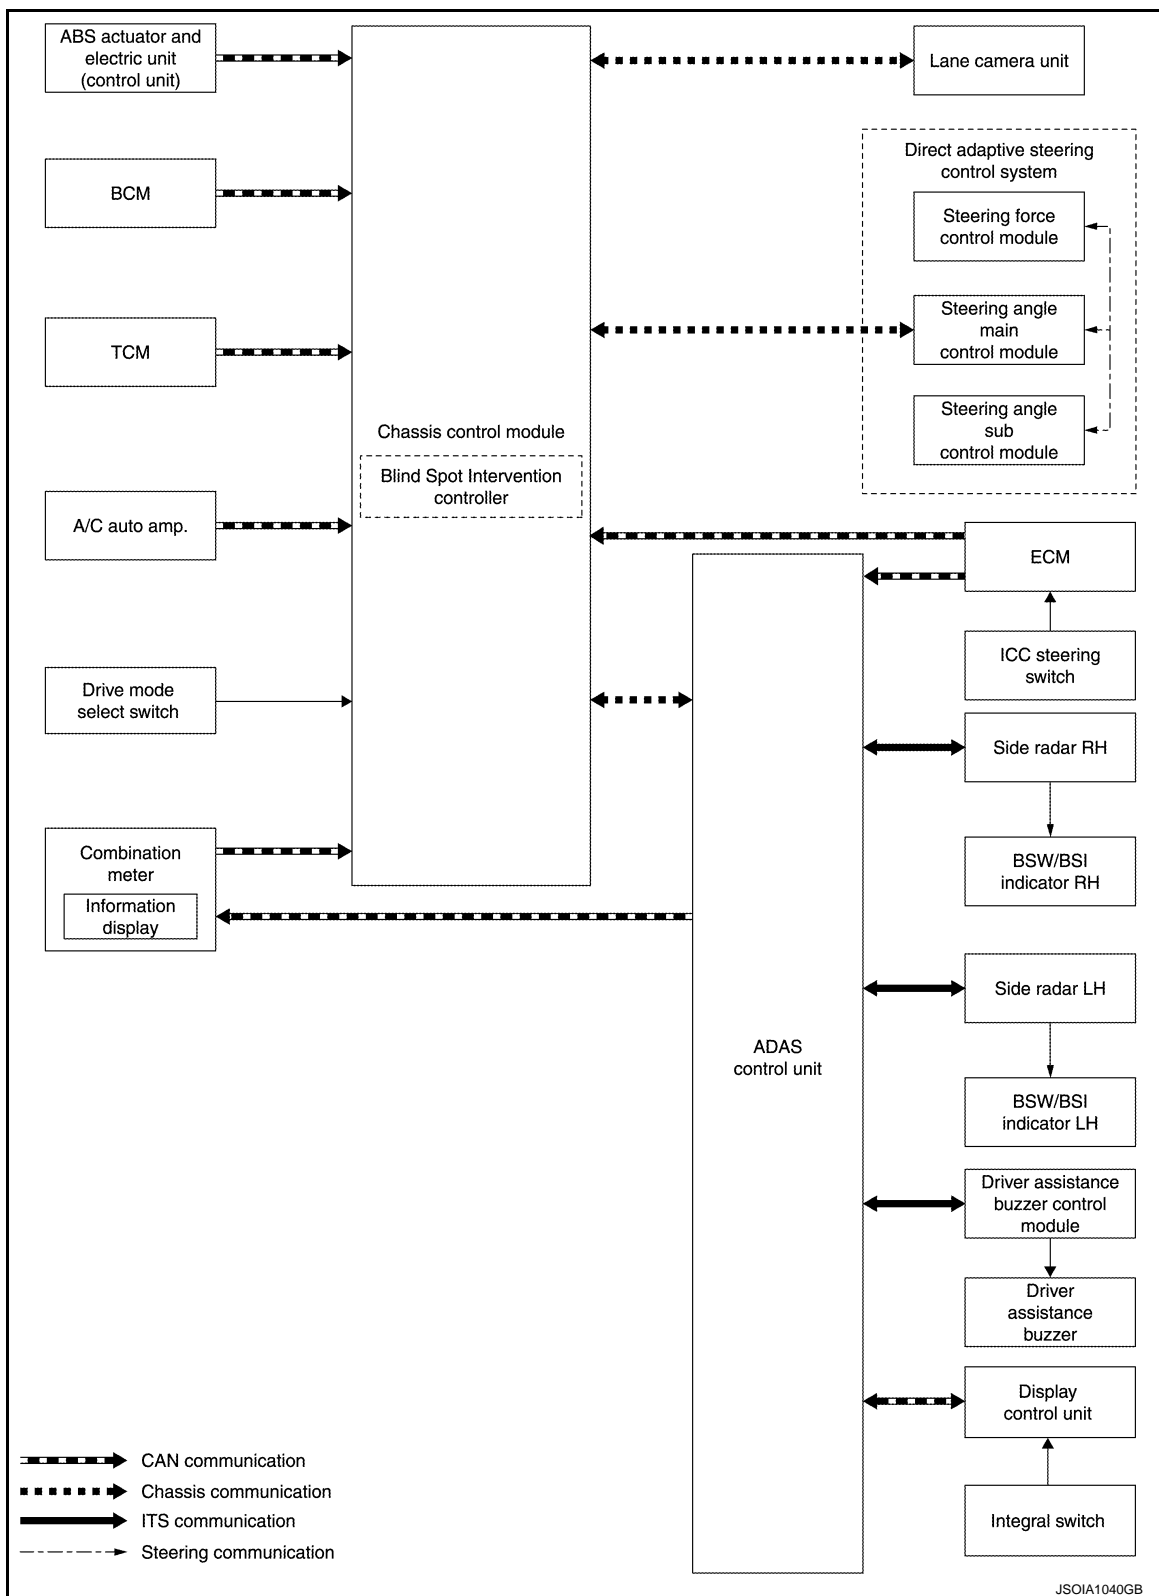 ABS actuator and
electric unit
(control unit)
BCM
TCM
A/C auto amp.
Drive mode
select switch
Combination
meter
Information
display
Chassis control module
Blind Spot Intervention
controller
Lane camera unit
Direct adaptive steering
control system
Steering force
control module
Steering angle
main
control module
Steering angle
sub
control module
ECM
ICC steering
switch
Side radar RH
BSW/BSI
indicator RH
ADAS
control unit
Side radar LH
BSW/BSI
indicator LH
Driver assistance
buzzer control
module
Driver
assistance
buzzer
Display
control unit
Integral switch
CAN communication
Chassis communication
ITS communication
Steering communication
JSOIA1040GB